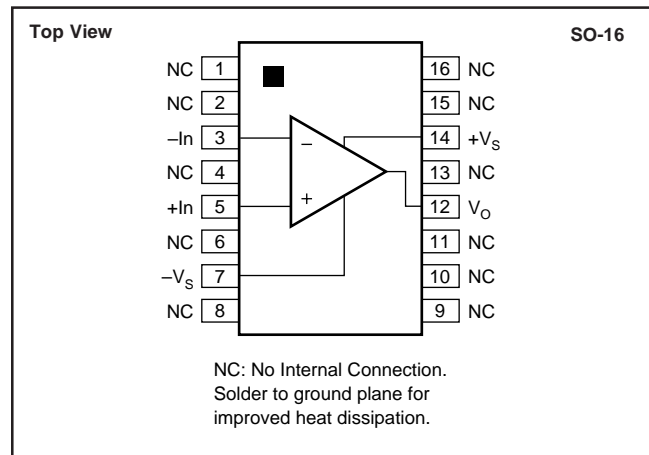 Top View
SO-16
NC 1
NC 2
–In 3
NC 4
+In 5
NC 6
–VS 7
NC 8
16 NC
15 NC
14 +VS
13 NC
12 VO
11 NC
10 NC
9 NC
–
+
NC: No Internal Connection.
Solder to ground plane for
improved heat dissipation.